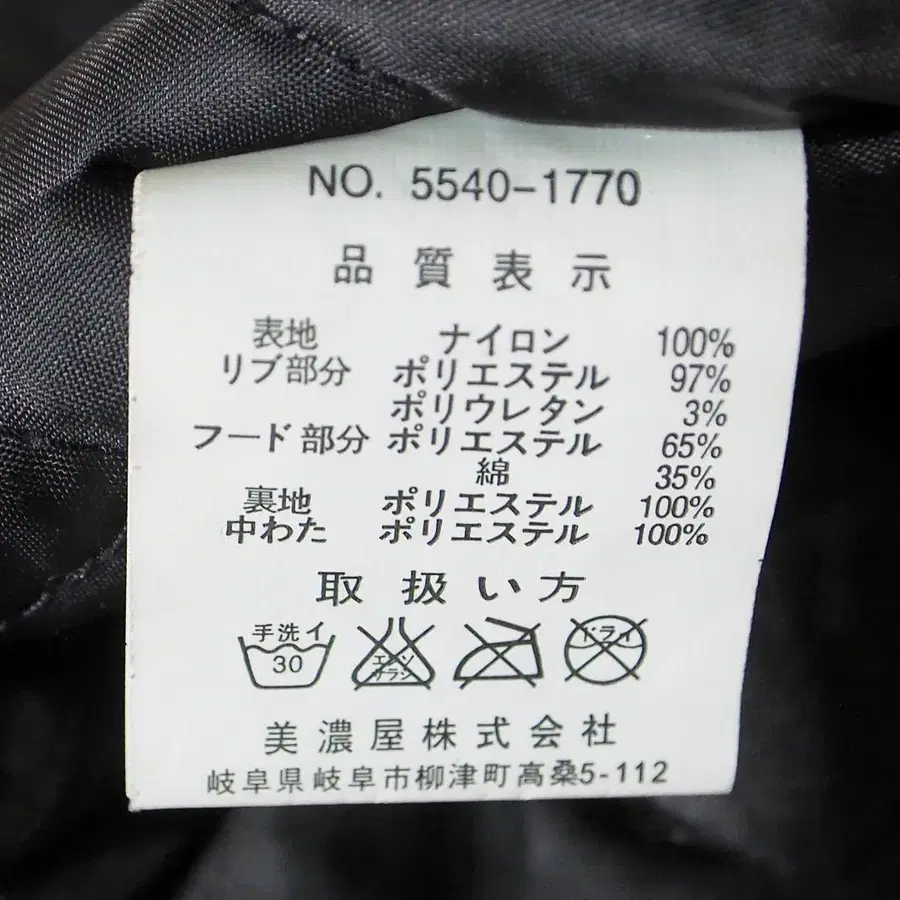 NO. 5540-1770
品質表示
表地 ナイロン 100%
リブ部分 ポリエステル 97%
ポリウレタン 3%
フード部分 ポリエステル 65%
綿 35%
裏地 ポリエステル 100%
中わた ポリエステル 100%
取扱い方
手洗イ
30
エンソ
サラシ
ドライ
美濃屋株式会社
岐阜県岐阜市柳津町高桑5-112